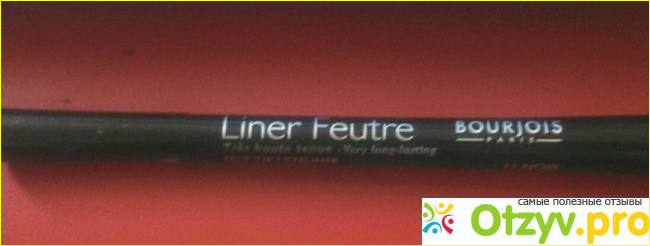 Liner Feutre
BOURJOIS
PARIS
Très haute tenue - Very long-lasting
самые полезные отзывы
Otzyv.pro